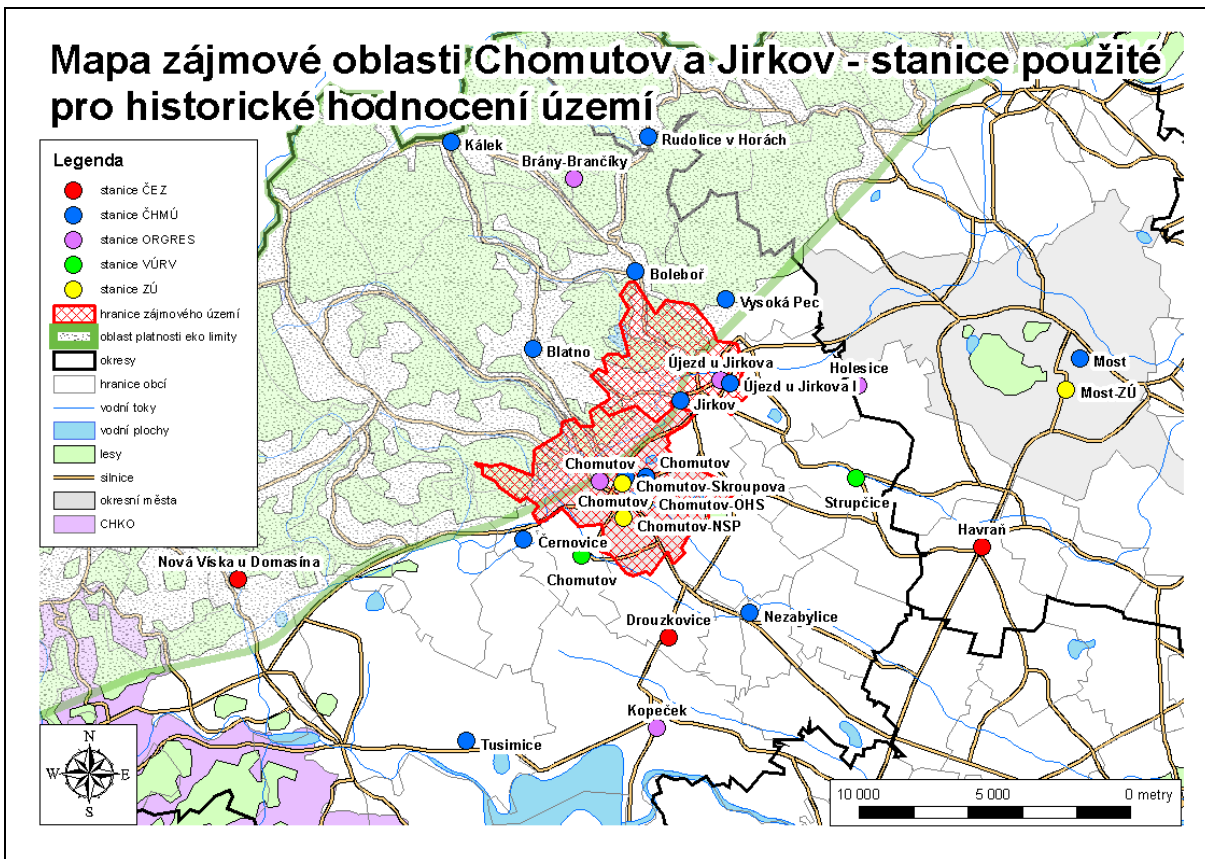 Mapa zájmové oblasti Chomutov a Jirkov - stanice použité
pro historické hodnocení území
Legenda
stanice ČEZ
stanice ČHMÚ
stanice ORGRES
stanice VÚRV
stanice ZÚ
hranice zájmového území
oblast platnosti eko limity
okresy
hranice obcí
vodní toky
vodní plochy
lesy
silnice
okresní města
CHKO
Kálek
Rudolice v Horách
Brány-Brančíky
Boleboř
Vysoká Pec
Blatno
Újezd u Jirkova
Holesice
Most
Újezd u Jirkova I
Most-ZÚ
Jirkov
Chomutov
Chomutov
Chomutov-Skroupova
Chomutov
Chomutov-OHS
Strupčice
Chomutov-NSP
Havraň
Černovice
Nová Víska u Domasína
Chomutov
Drouzkovice
Nezabylice
Kopeček
Tusimice
N
W
E
S
10 000
5 000
0 metry